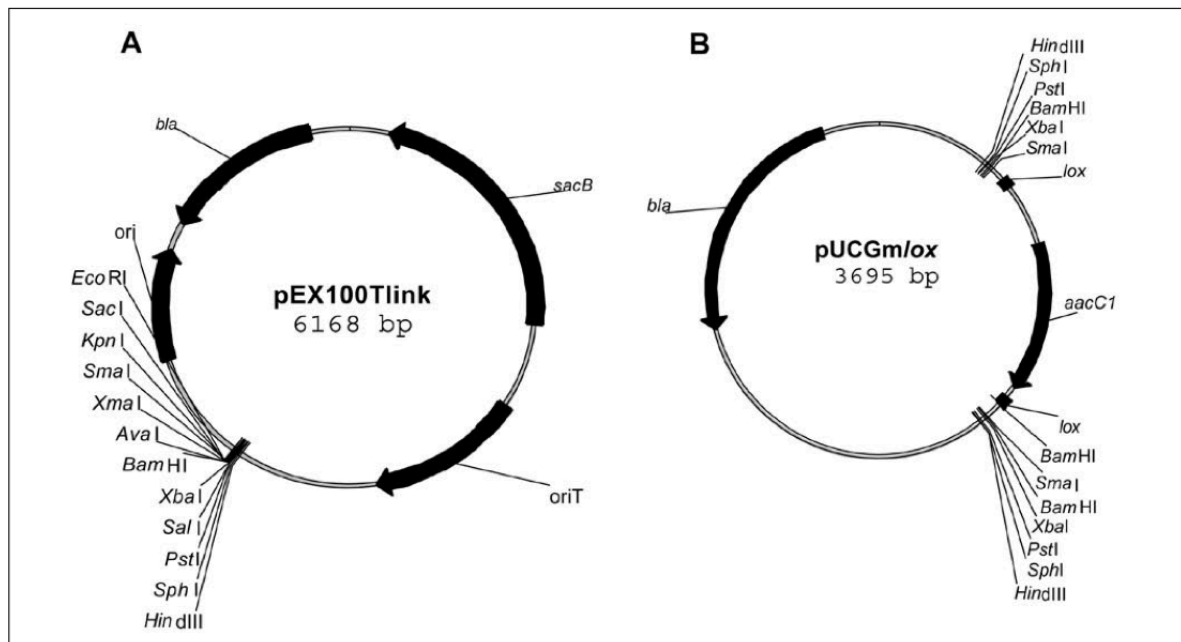 A
bla
sacB
ori
EcoRI
SacI
KpnI
SmaI
XmaI
AvaI
BamHI
XbaI
SalI
PstI
SphI
HindIII
oriT
pEX100Tlink
6168 bp
B
HindIII
SphI
PstI
BamHI
XbaI
SmaI
lox
bla
pUCGmlox
3695 bp
aacC1
lox
BamHI
SmaI
BamHI
XbaI
PstI
SphI
HindIII